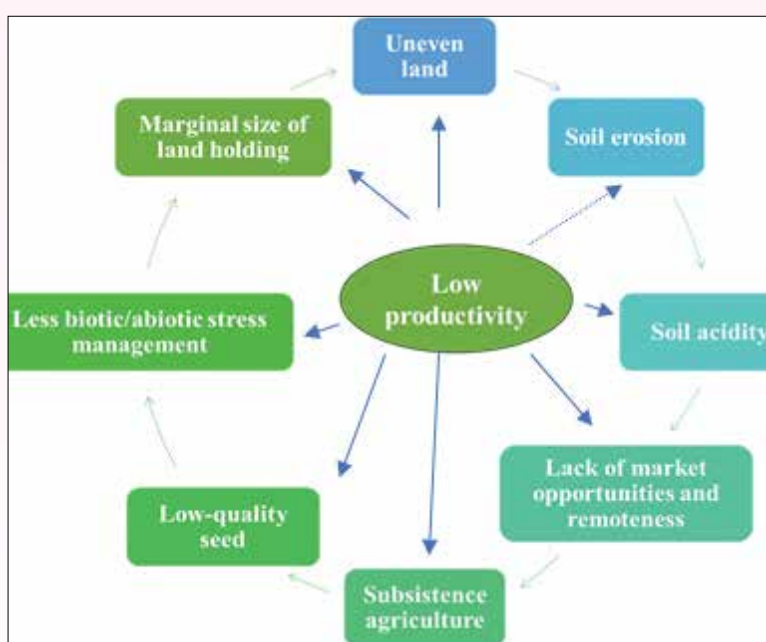 Uneven
land
Soil erosion
Soil acidity
Lack of market
opportunities and
remoteness
Subsistence
agriculture
Low-quality
seed
Less biotic/abiotic stress
management
Marginal size of
land holding
Low
productivity